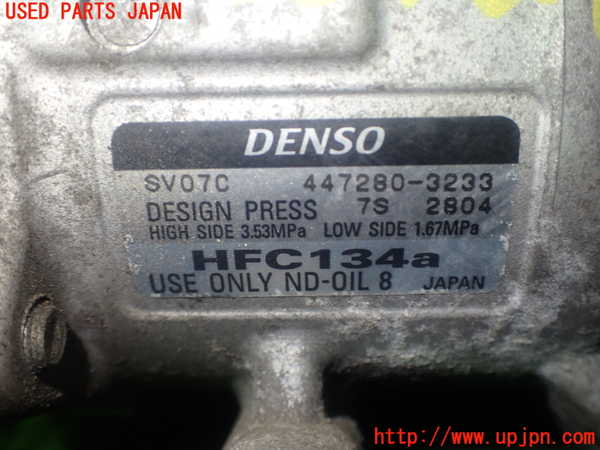 USED PARTS JAPAN
DENSO
SV07C 447280-3233
DESIGN PRESS 7S 2804
HIGH SIDE 3.53MPa LOW SIDE 1.67MPa
HFC134a
USE ONLY ND-OIL 8 JAPAN
http://www.upjpn.com/